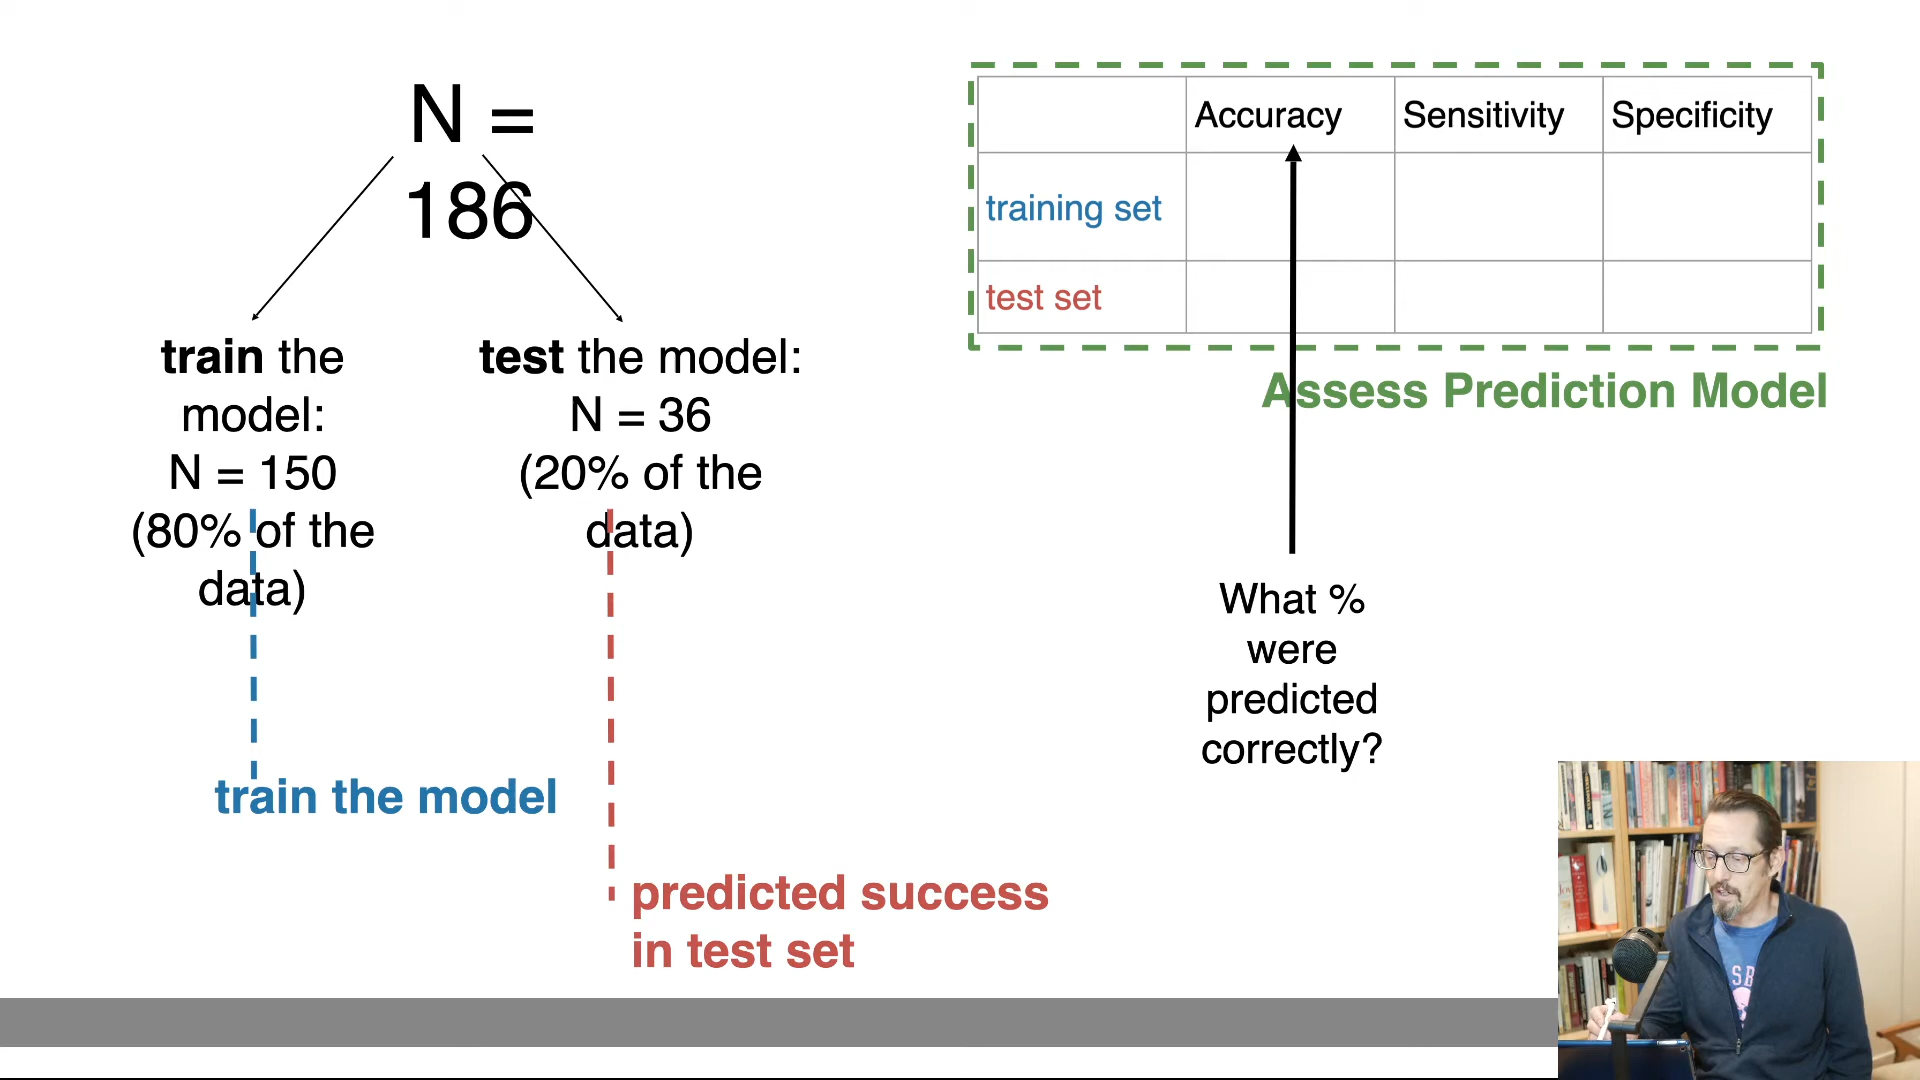 N =
186
train the
model:
N = 150
(80% of the
data)
test the model:
N = 36
(20% of the
data)
train the model
predicted success
in test set
Accuracy Sensitivity Specificity
training set
test set
Assess Prediction Model
What %
were
predicted
correctly?